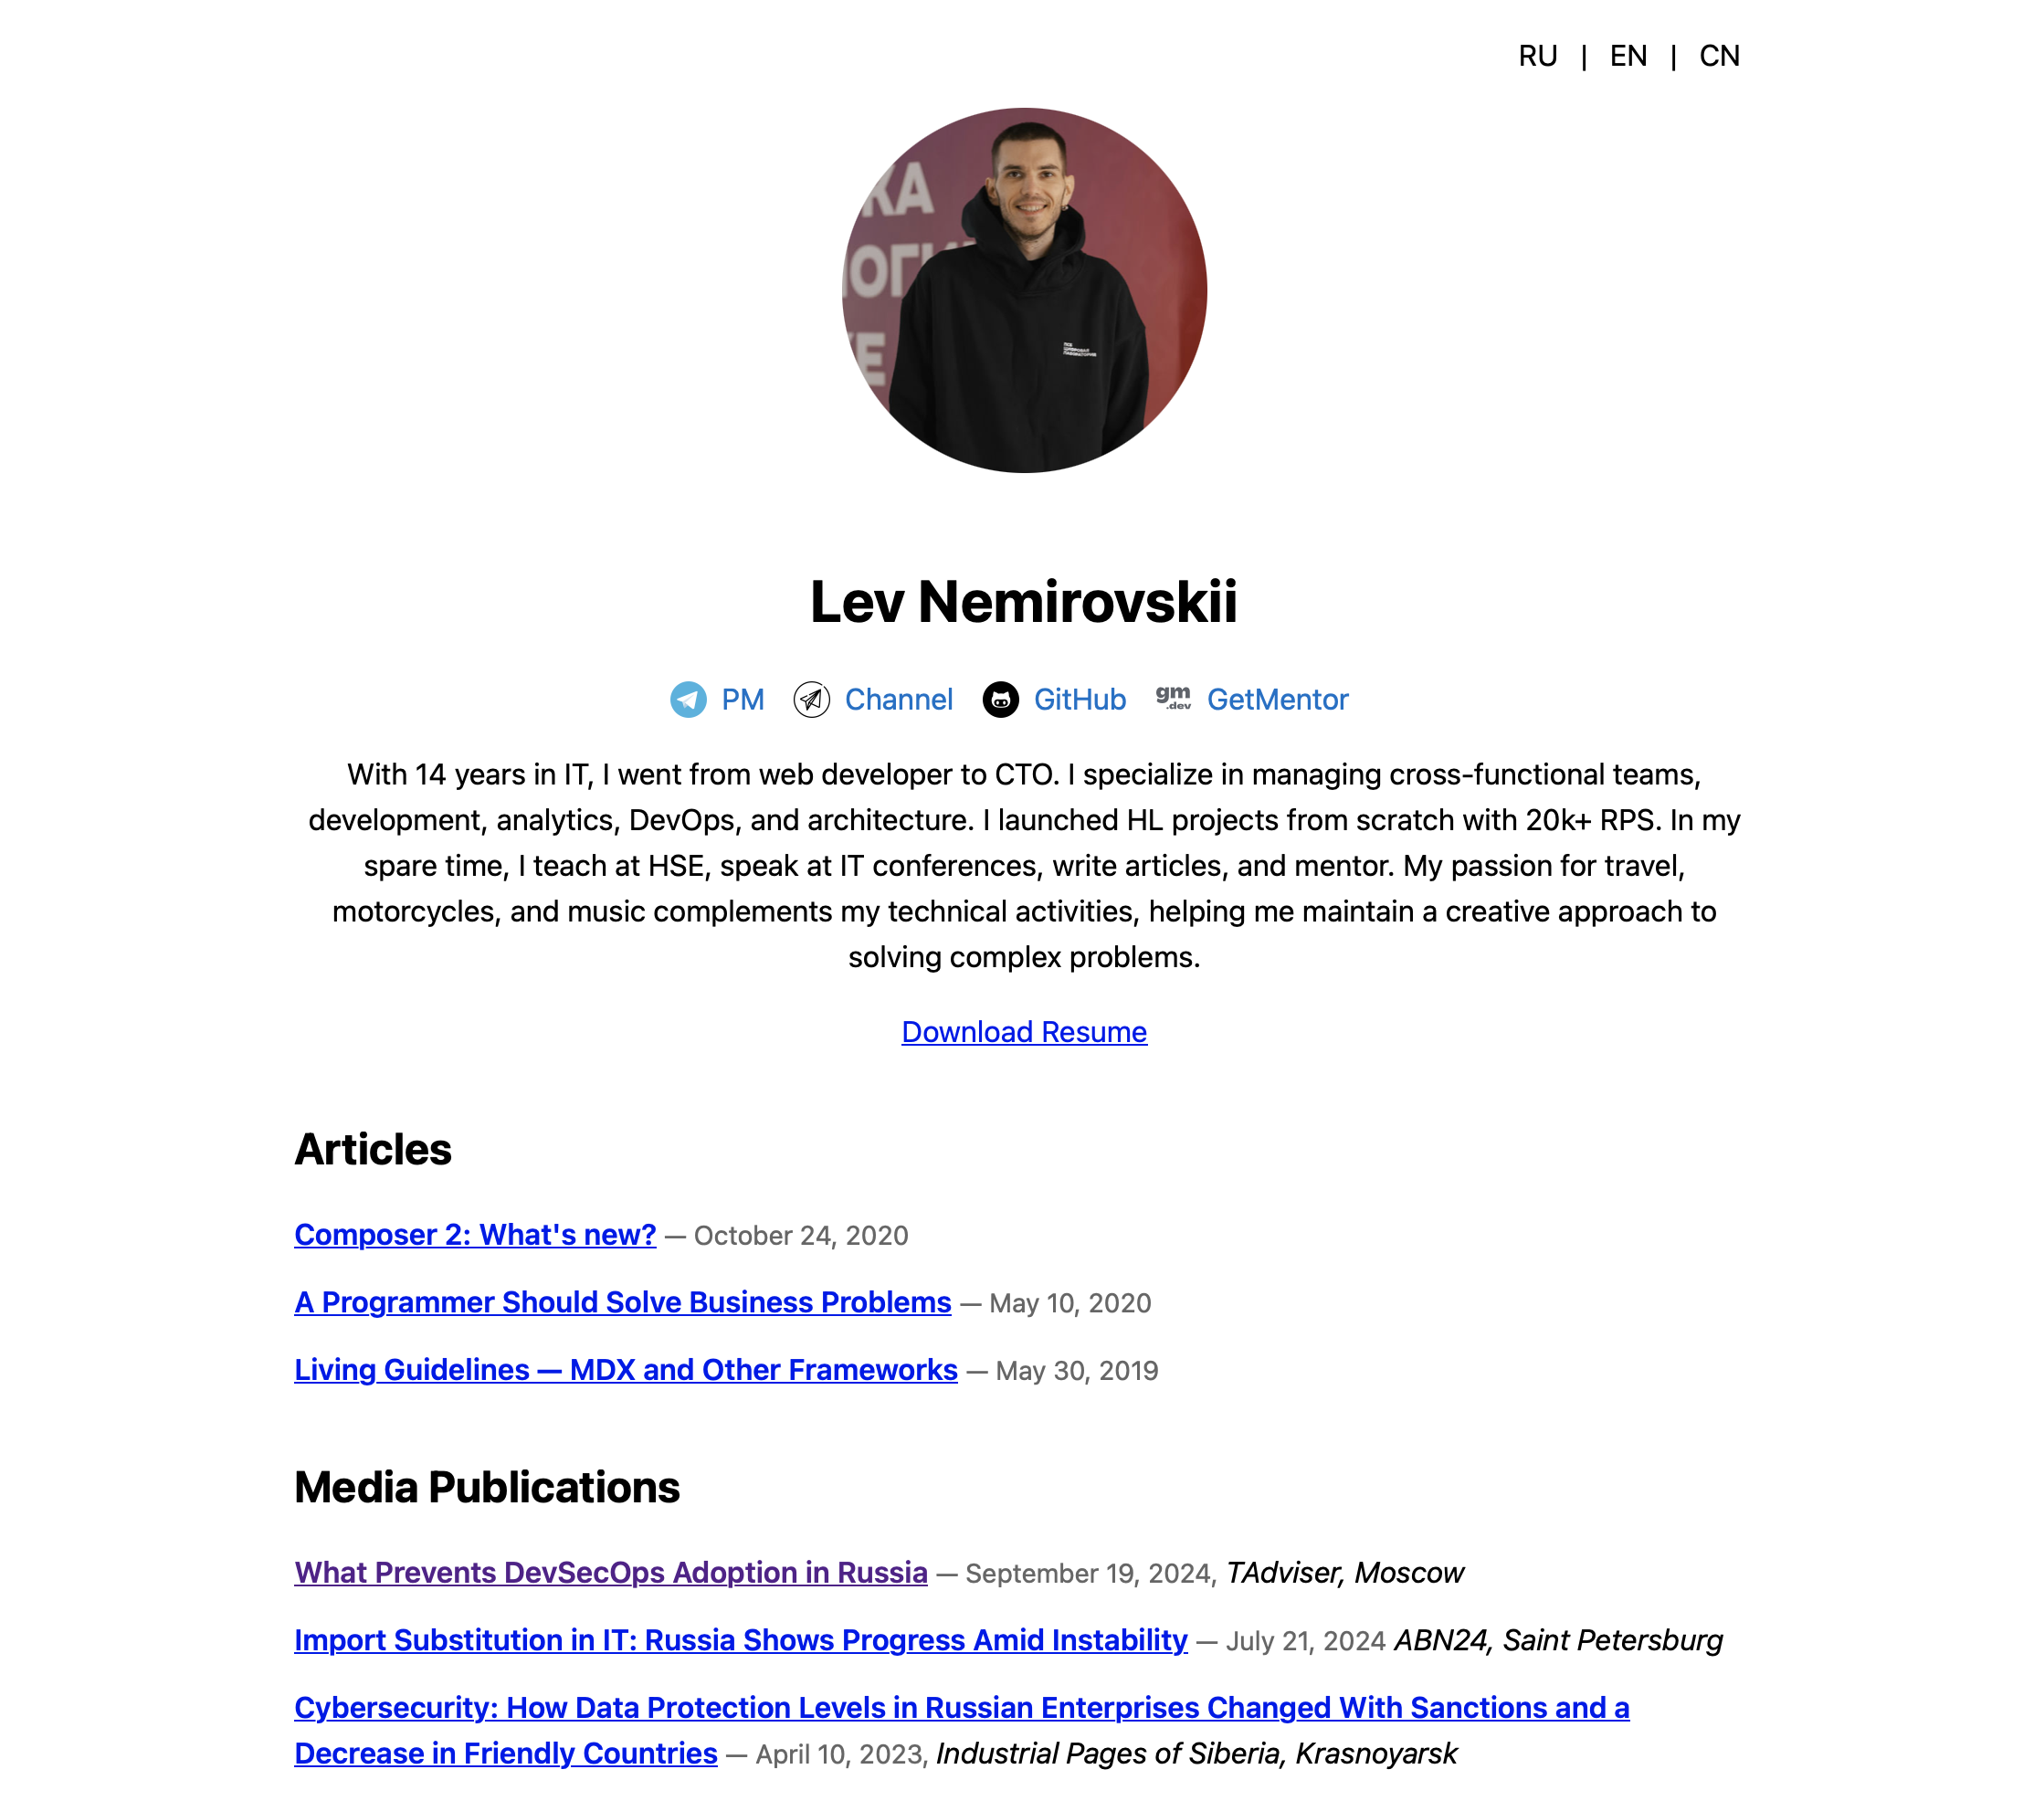 RU | EN | CN
КА
ОГИ
КЕ
Lev Nemirovskii
PM Channel GitHub gm .dev GetMentor
With 14 years in IT, I went from web developer to CTO. I specialize in managing cross-functional teams,
development, analytics, DevOps, and architecture. I launched HL projects from scratch with 20k+ RPS. In my
spare time, I teach at HSE, speak at IT conferences, write articles, and mentor. My passion for travel,
motorcycles, and music complements my technical activities, helping me maintain a creative approach to
solving complex problems.
Download Resume
Articles
Composer 2: What's new? — October 24, 2020
A Programmer Should Solve Business Problems — May 10, 2020
Living Guidelines — MDX and Other Frameworks — May 30, 2019
Media Publications
What Prevents DevSecOps Adoption in Russia — September 19, 2024, TAdviser, Moscow
Import Substitution in IT: Russia Shows Progress Amid Instability — July 21, 2024 ABN24, Saint Petersburg
Cybersecurity: How Data Protection Levels in Russian Enterprises Changed With Sanctions and a
Decrease in Friendly Countries — April 10, 2023, Industrial Pages of Siberia, Krasnoyarsk